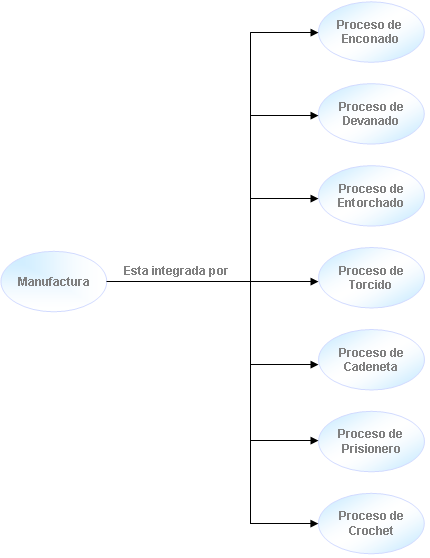 Proceso de
Enconado
Proceso de
Devanado
Proceso de
Entorchado
Manufactura
Esta integrada por
Proceso de
Torcido
Proceso de
Cadeneta
Proceso de
Prisionero
Proceso de
Crochet